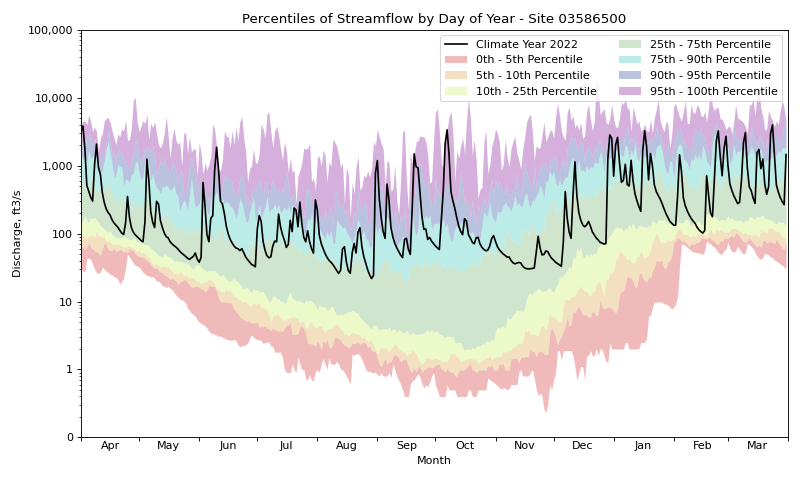 Percentiles of Streamflow by Day of Year - Site 03586500
Climate Year 2022
0th - 5th Percentile
5th - 10th Percentile
10th - 25th Percentile
25th - 75th Percentile
75th - 90th Percentile
90th - 95th Percentile
95th - 100th Percentile
Discharge, ft3/s
100,000
10,000
1,000
100
10
1
0
Apr May Jun Jul Aug Sep Oct Nov Dec Jan Feb Mar
Month